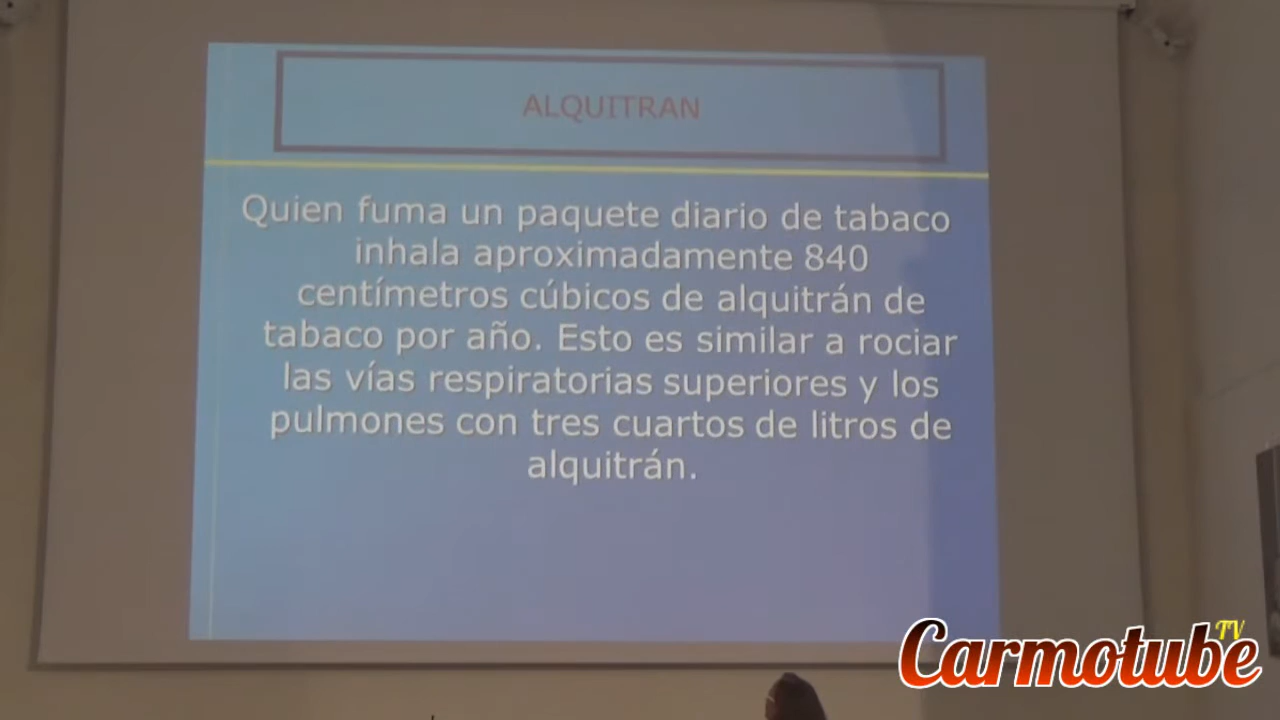 ALQUITRAN
Quien fuma un paquete diario de tabaco
inhala aproximadamente 840
centímetros cúbicos de alquitrán de
tabaco por año. Esto es similar a rociar
las vías respiratorias superiores y los
pulmones con tres cuartos de litros de
alquitrán.
Carmotube TV